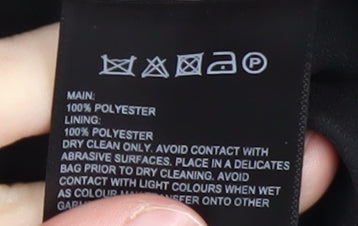 P
MAIN:
100% POLYESTER
LINING:
100% POLYESTER
DRY CLEAN ONLY. AVOID CONTACT WITH
ABRASIVE SURFACES. PLACE IN A DELICATES
BAG PRIOR TO DRY CLEANING. AVOID
CONTACT WITH LIGHT COLOURS WHEN WET
AS COLOUR MAY TRANSFER ONTO OTHER